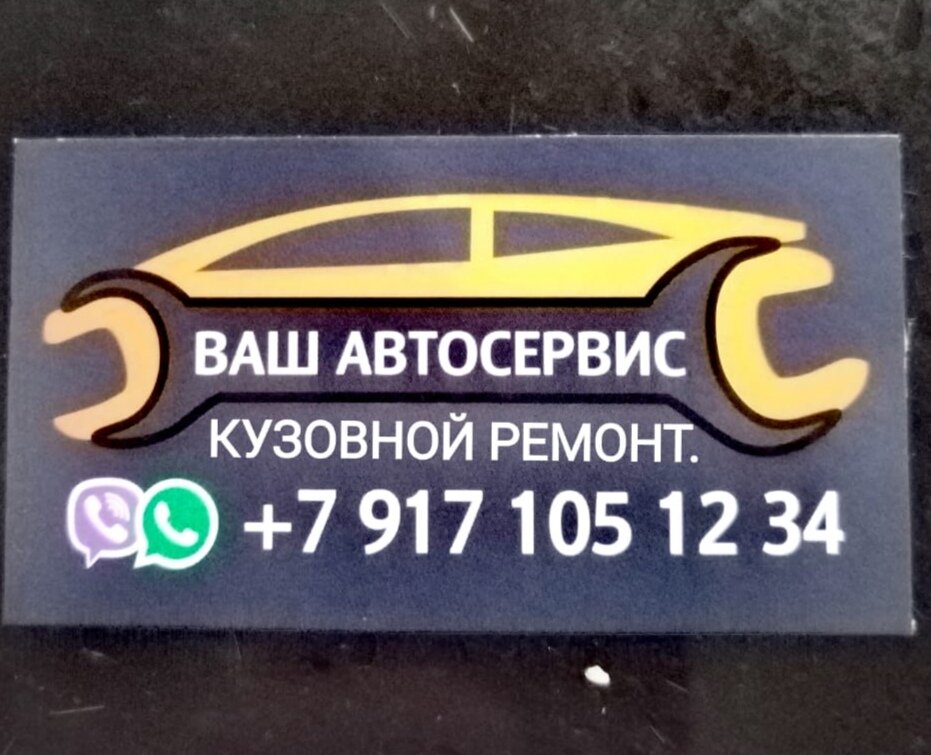 ВАШ АВТОСЕРВИС
КУЗОВНОЙ РЕМОНТ.
+7 917 105 12 34